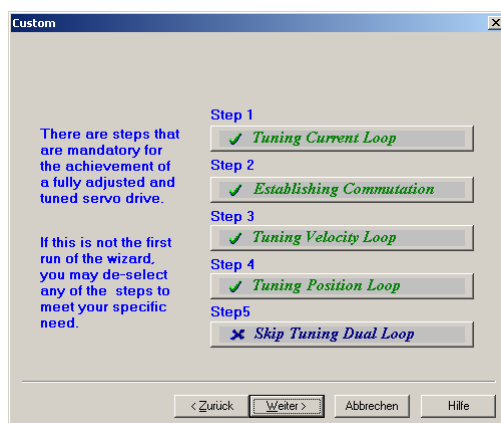 Custom
There are steps that
are mandatory for
the achievement of
a fully adjusted and
tuned servo drive.
If this is not the first
run of the wizard,
you may de-select
any of the steps to
meet your specific
need.
Step 1
Tuning Current Loop
Step 2
Establishing Commutation
Step 3
Tuning Velocity Loop
Step 4
Tuning Position Loop
Step5
Skip Tuning Dual Loop
< Zurück
Weiter >
Abbrechen
Hilfe